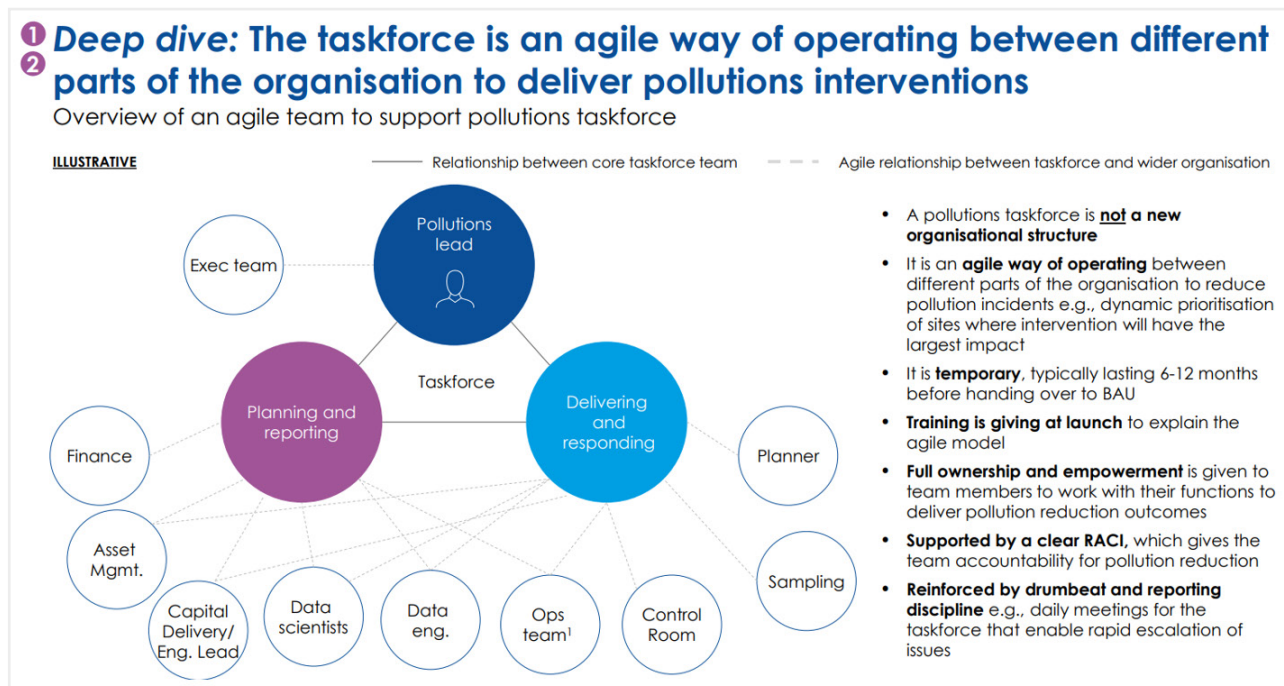 1
2
Deep dive: The taskforce is an agile way of operating between different
parts of the organisation to deliver pollutions interventions
Overview of an agile team to support pollutions taskforce
ILLUSTRATIVE
Relationship between core taskforce team
Agile relationship between taskforce and wider organisation
Pollutions
lead
Exec team
Taskforce
Planning and
reporting
Delivering
and
responding
Finance
Planner
Asset
Mgmt.
Sampling
Capital
Delivery/
Eng. Lead
Data
scientists
Data
eng.
Ops
team1
Control
Room
• A pollutions taskforce is not a new
organisational structure
• It is an agile way of operating between
different parts of the organisation to reduce
pollution incidents e.g., dynamic prioritisation
of sites where intervention will have the
largest impact
• It is temporary, typically lasting 6-12 months
before handing over to BAU
• Training is giving at launch to explain the
agile model
• Full ownership and empowerment is given to
team members to work with their functions to
deliver pollution reduction outcomes
• Supported by a clear RACI, which gives the
team accountability for pollution reduction
• Reinforced by drumbeat and reporting
discipline e.g., daily meetings for the
taskforce that enable rapid escalation of
issues